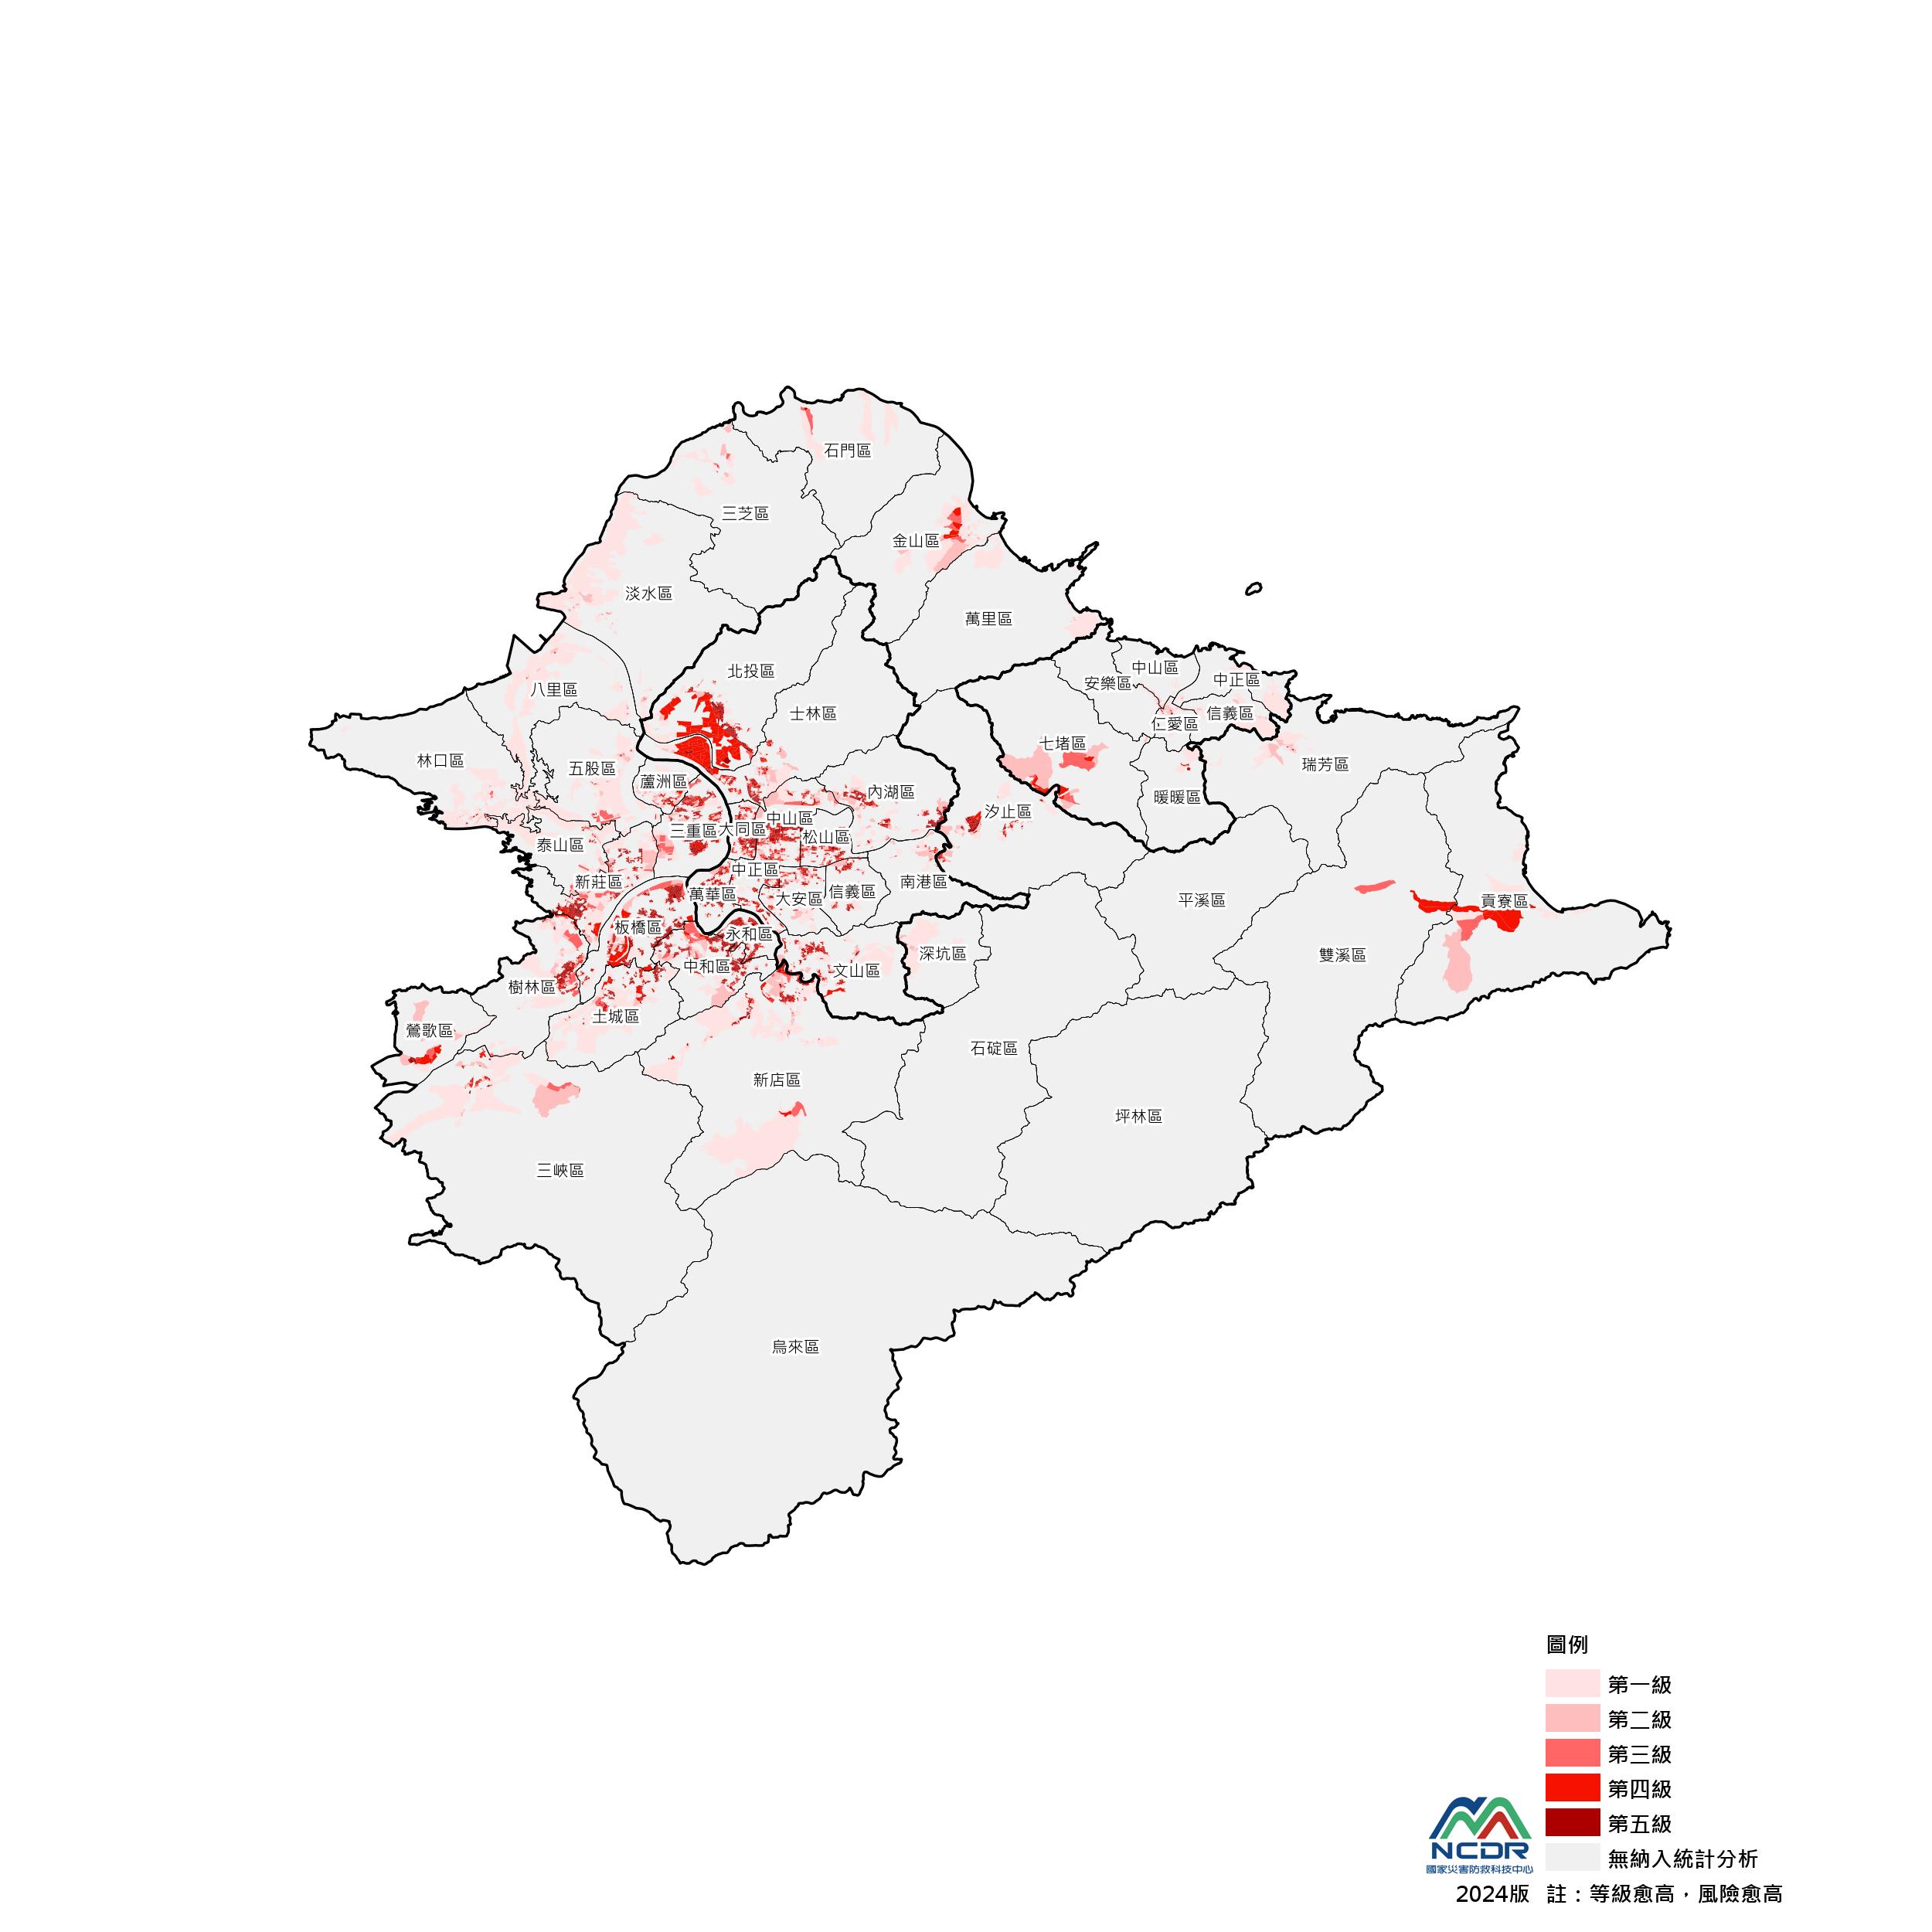 石門區
三芝區
金山區
淡水區
萬里區
北投區
中山區
安樂區
中正區
八里區
士林區
信義區
仁愛區
七堵區
林口區
五股區
瑞芳區
蘆洲區
內湖區
暖暖區
汐止區
中山區
三重區
大同區
松山區
泰山區
中正區
新莊區
南港區
萬華區
信義區
大安區
平溪區
貢寮區
板橋區
永和區
深坑區
雙溪區
中和區
文山區
樹林區
土城區
鶯歌區
石碇區
新店區
坪林區
三峽區
烏來區
圖例
第一級
第二級
第三級
第四級
第五級
無納入統計分析
NCDR
國家災害防救科技中心
2024版 註：等級愈高，風險愈高